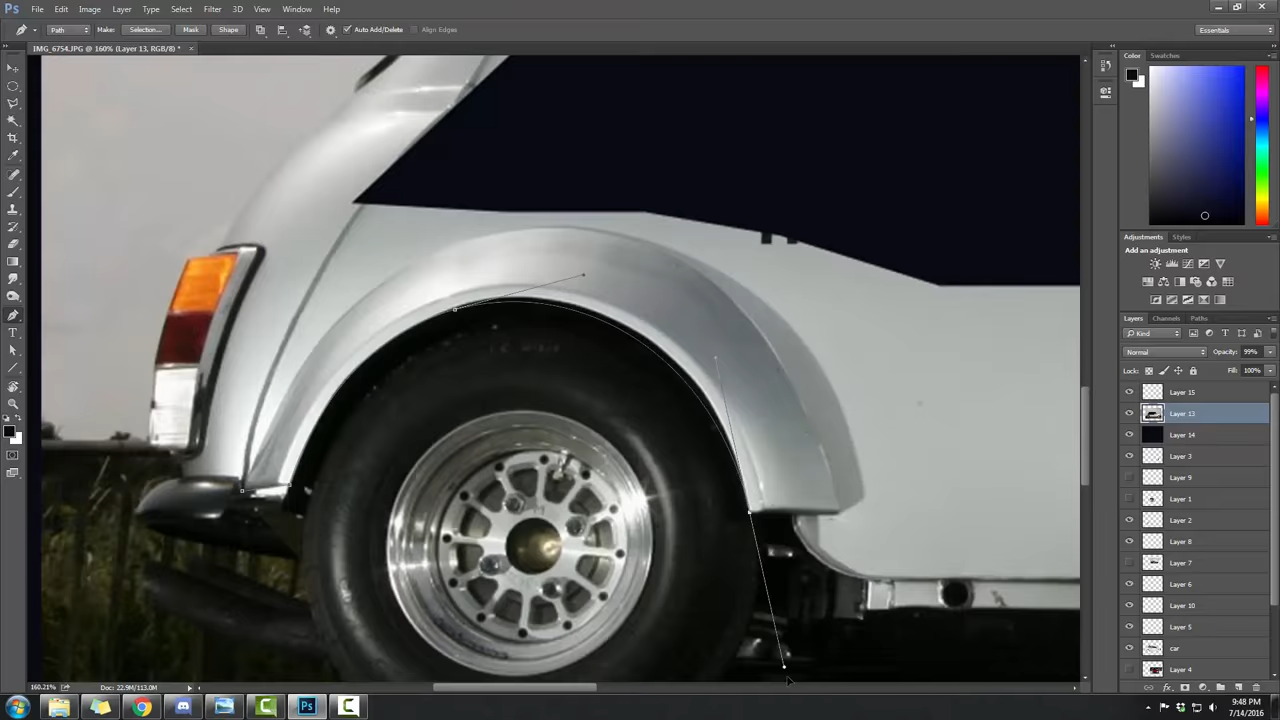 Ps File Edit Image Layer Type Select Filter 3D View Window Help
Path Make: Selection... Mask Shape Auto Add/Delete Align Edges Essentials
IMG_6754.JPG @ 160% (Layer 13, RGB/8) *
Color Swatches
Adjustments Styles
Add an adjustment
Layers Channels Paths
Kind
Normal Opacity: 99%
Lock: Fill: 100%
Layer 15
Layer 13
Layer 14
Layer 3
Layer 9
Layer 1
Layer 2
Layer 8
Layer 7
Layer 6
Layer 10
Layer 5
car
Layer 4
fx
160.21% Doc: 22.9M/113.0M
Ps
9:48 PM
7/14/2016